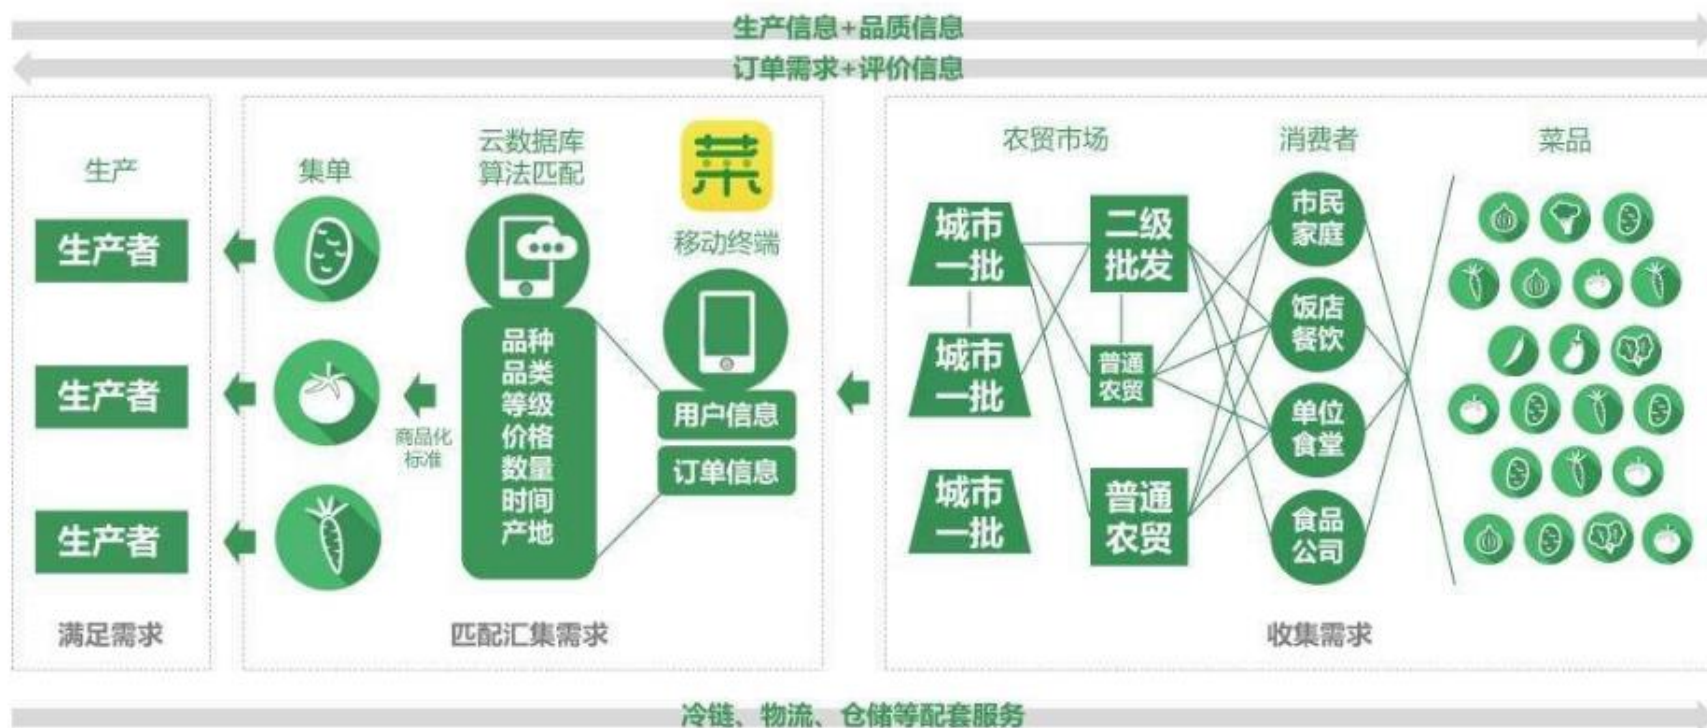 生产信息+品质信息
订单需求+评价信息
生产
生产者
生产者
生产者
满足需求
集单
云数据库
算法匹配
菜
移动终端
品种
品类
等级
价格
数量
时间
产地
商品化
标准
用户信息
订单信息
匹配汇集需求
农贸市场
消费者
菜品
城市
一批
城市
一批
城市
一批
二级
批发
普通
农贸
普通
农贸
市民
家庭
饭店
餐饮
单位
食堂
食品
公司
收集需求
冷链、物流、仓储等配套服务